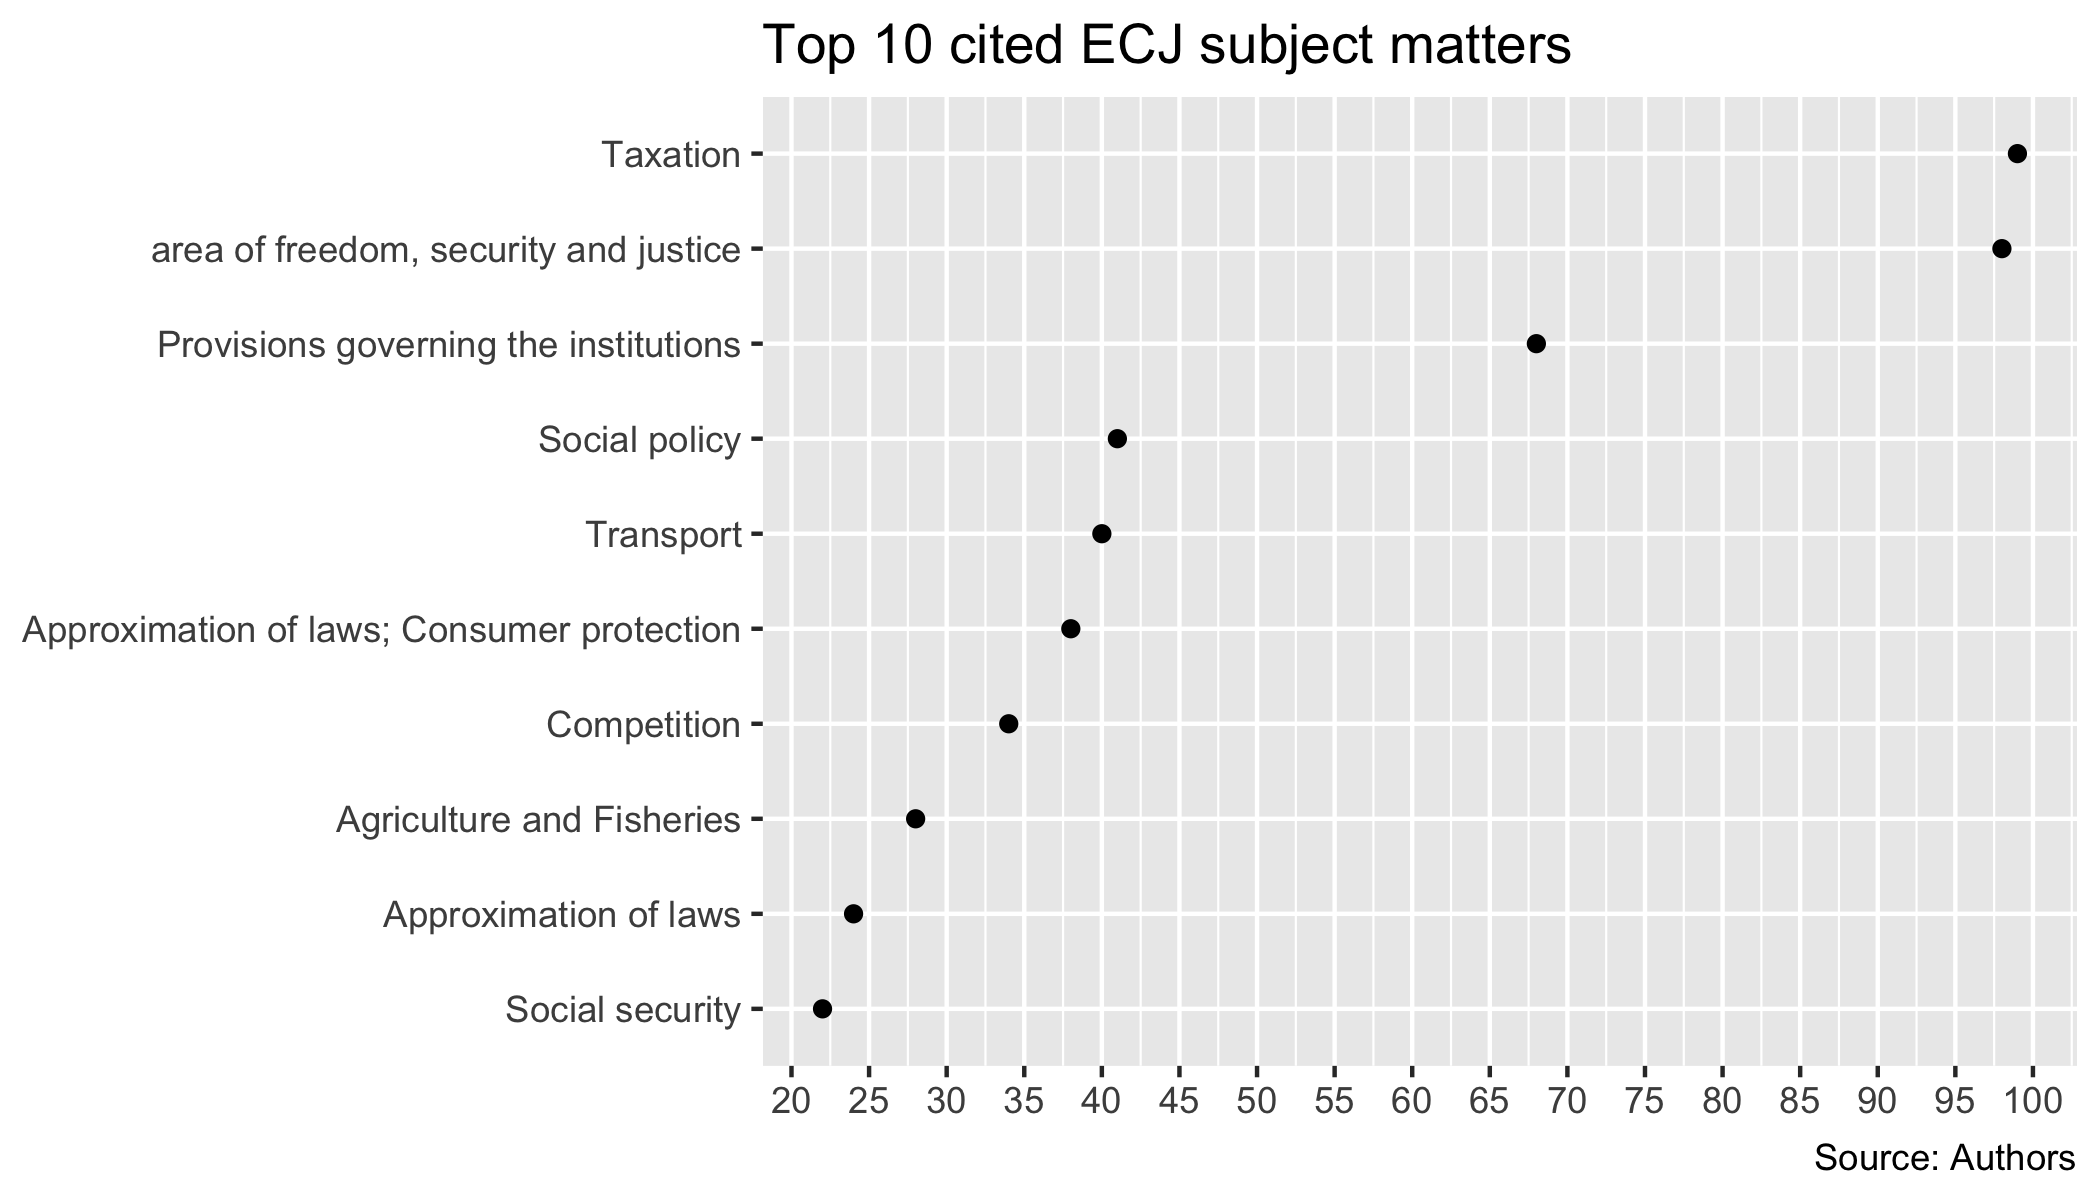 Top 10 cited ECJ subject matters
Taxation
area of freedom, security and justice
Provisions governing the institutions
Social policy
Transport
Approximation of laws; Consumer protection
Competition
Agriculture and Fisheries
Approximation of laws
Social security
20 25 30 35 40 45 50 55 60 65 70 75 80 85 90 95 100
Source: Authors